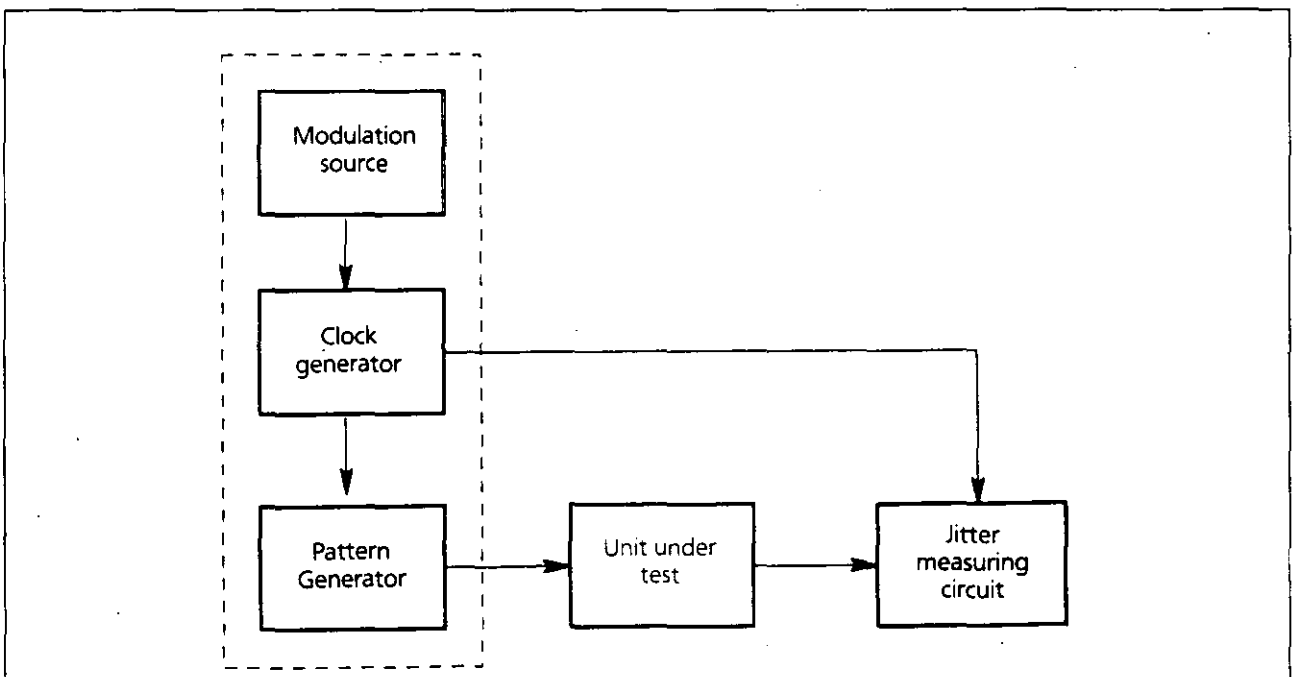 Modulation
source
Clock
generator
Pattern
Generator
Unit under
test
Jitter
measuring
circuit